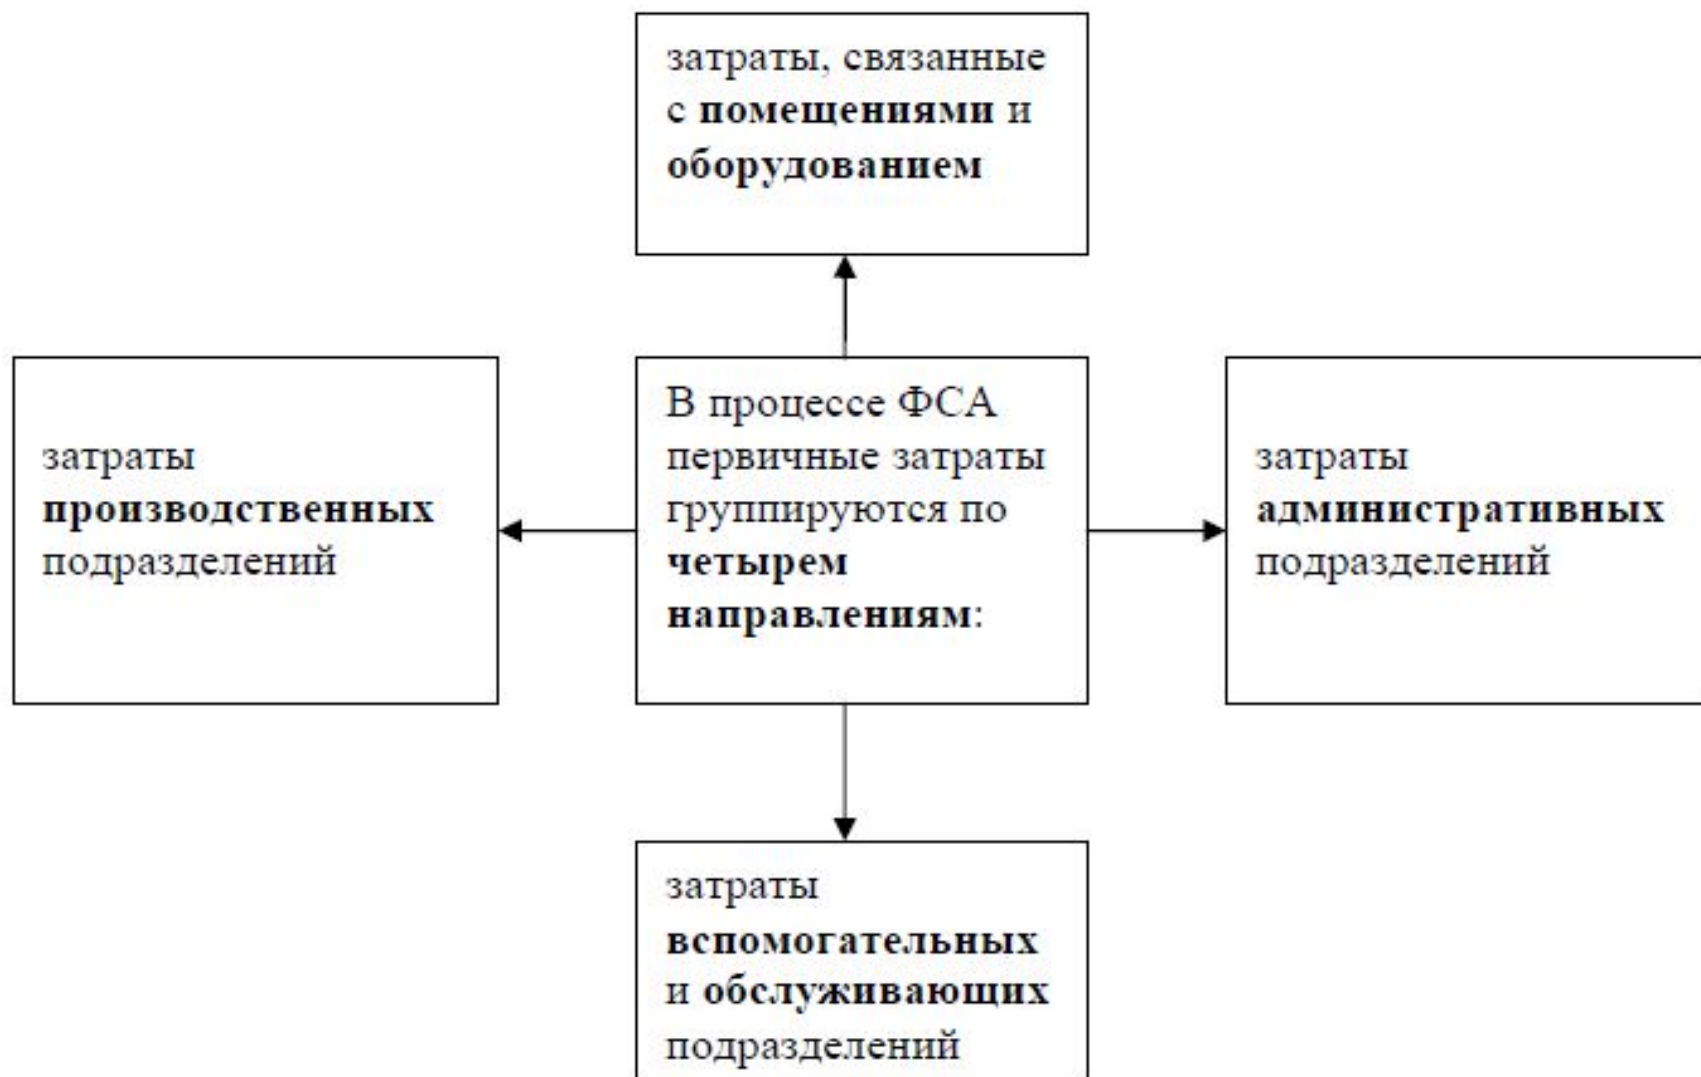 затраты, связанные
с помещениями и
оборудованием
затраты
производственных
подразделений
В процессе ФСА
первичные затраты
группируются по
четырем
направлениям:
затраты
административных
подразделений
затраты
вспомогательных
и обслуживающих
подразделений